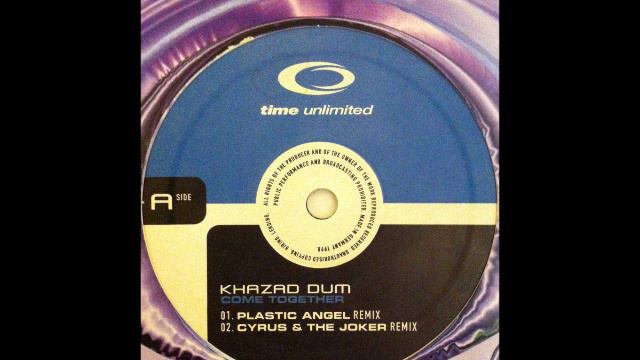 time unlimited
ALL RIGHTS OF THE PRODUCER AND OF THE OWNER OF THE WORK REPRODUCED RESERVED. UNAUTHORISED COPYING, HIRING, LENDING,
PUBLIC PERFORMANCE AND BROADCASTING PROHIBITED. MADE IN GERMANY 1998.
A SIDE
KHAZAD DUM
COME TOGETHER
01. PLASTIC ANGEL REMIX
02. CYRUS & THE JOKER REMIX